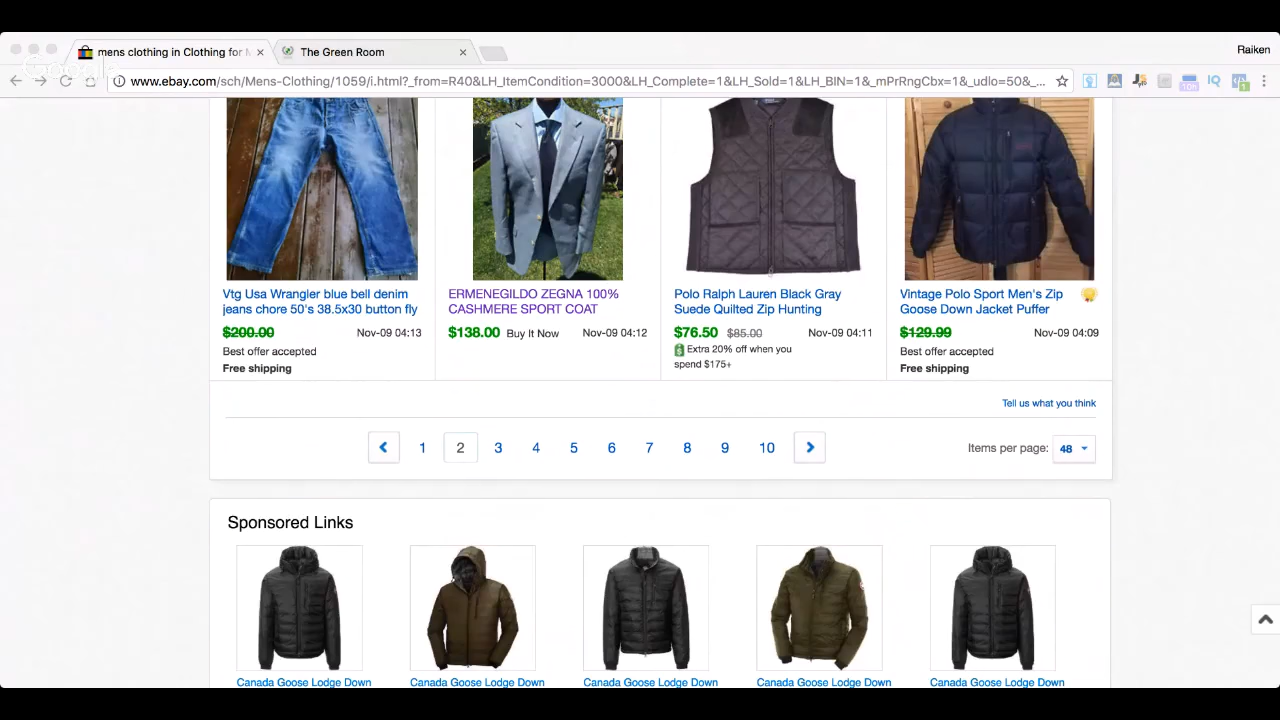 mens clothing in Clothing for M
The Green Room
Raiken
www.ebay.com/sch/Mens-Clothing/1059/i.html?_from=R40&LH_ItemCondition=3000&LH_Complete=1&LH_Sold=1&LH_BIN=1&_mPrRngCbx=1&_udlo=50&_...
Vtg Usa Wrangler blue bell denim
jeans chore 50's 38.5x30 button fly
$200.00 Nov-09 04:13
Best offer accepted
Free shipping
ERMENEGILDO ZEGNA 100%
CASHMERE SPORT COAT
$138.00 Buy It Now Nov-09 04:12
Polo Ralph Lauren Black Gray
Suede Quilted Zip Hunting
$76.50 $85.00 Nov-09 04:11
Extra 20% off when you
spend $175+
Vintage Polo Sport Men's Zip
Goose Down Jacket Puffer
$129.99 Nov-09 04:09
Best offer accepted
Free shipping
Tell us what you think
1 2 3 4 5 6 7 8 9 10
Items per page: 48
Sponsored Links
Canada Goose Lodge Down
Canada Goose Lodge Down
Canada Goose Lodge Down
Canada Goose Lodge Down
Canada Goose Lodge Down